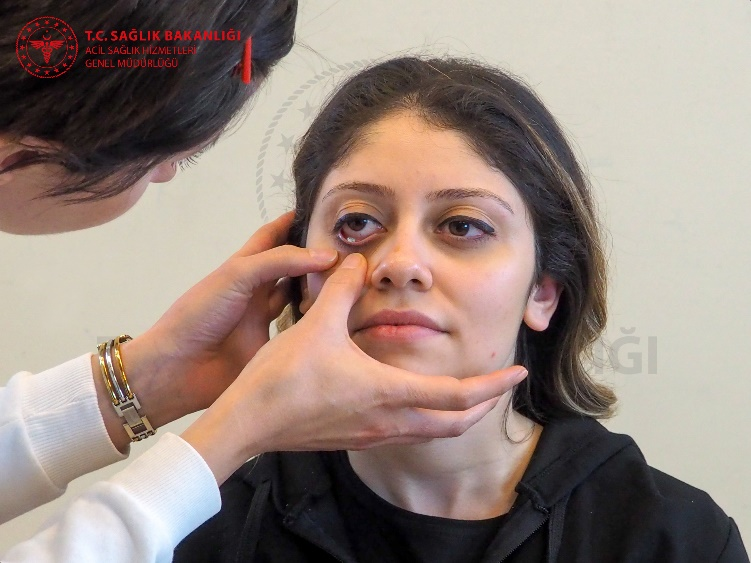 T.C. SAĞLIK BAKANLIĞI
ACİL SAĞLIK HİZMETLERİ
GENEL MÜDÜRLÜĞÜ